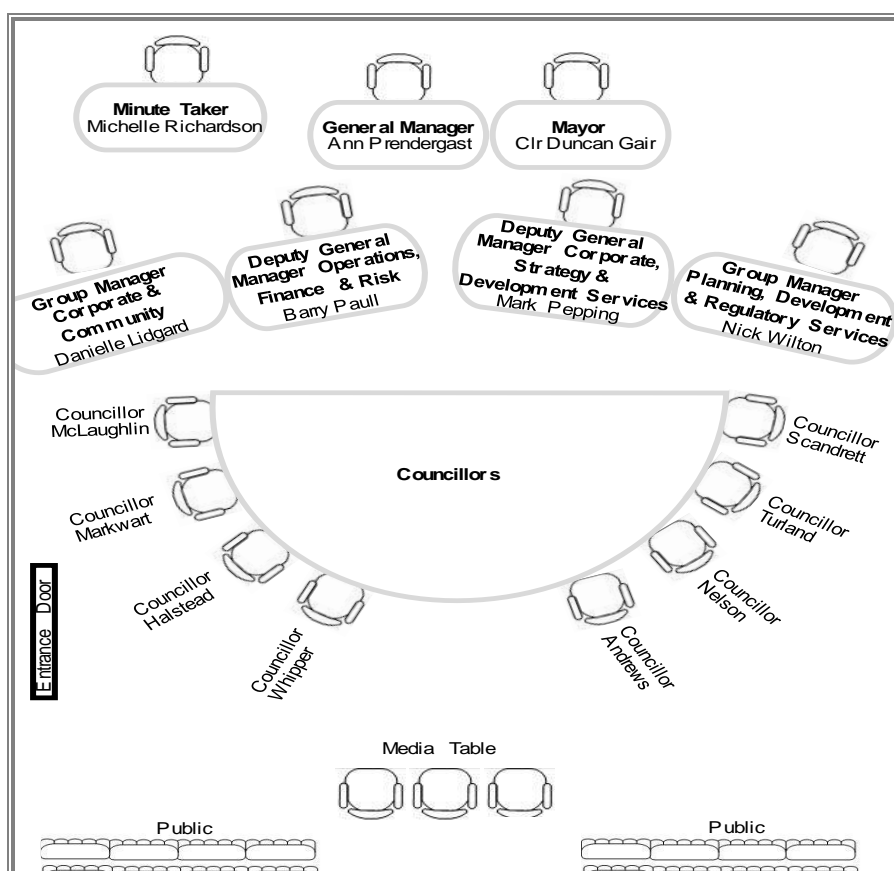 Minute Taker
Michelle Richardson
General Manager
Ann Prendergast
Mayor
Clr Duncan Gair
Group Manager
Corporate &
Community
Danielle Lidgard
Deputy General
Manager Operations,
Finance & Risk
Barry Paull
Deputy General
Manager Corporate,
Strategy &
Development Services
Mark Pepping
Group Manager
Planning, Development
& Regulatory Services
Nick Wilton
Councillor
McLaughlin
Councillor
Scandrett
Councillors
Councillor
Markwart
Councillor
Turland
Councillor
Halstead
Councillor
Nelson
Councillor
Whipper
Councillor
Andrews
Entrance Door
Media Table
Public
Public